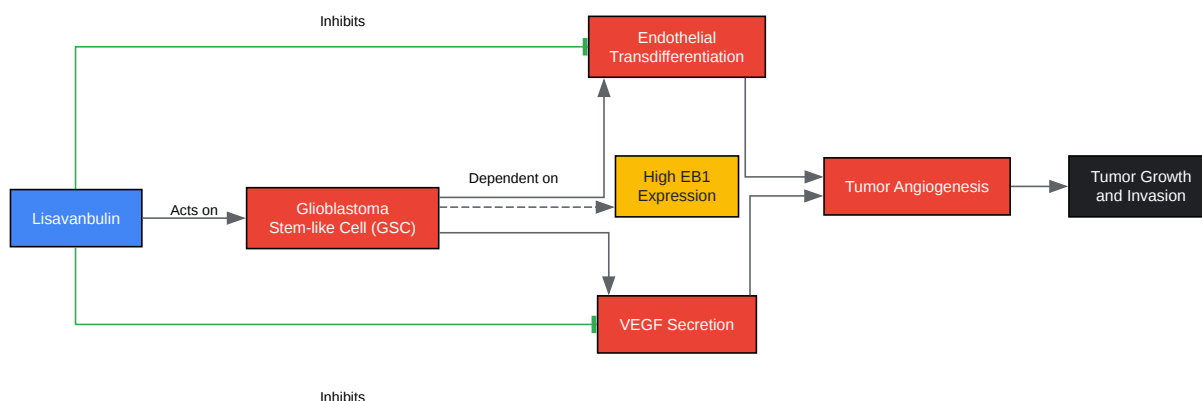 Inhibits
Endothelial
Transdifferentiation
Dependent on
High EB1
Expression
Tumor Angiogenesis
Tumor Growth
and Invasion
Lisavanbulin
Acts on
Glioblastoma
Stem-like Cell (GSC)
VEGF Secretion
Inhibits